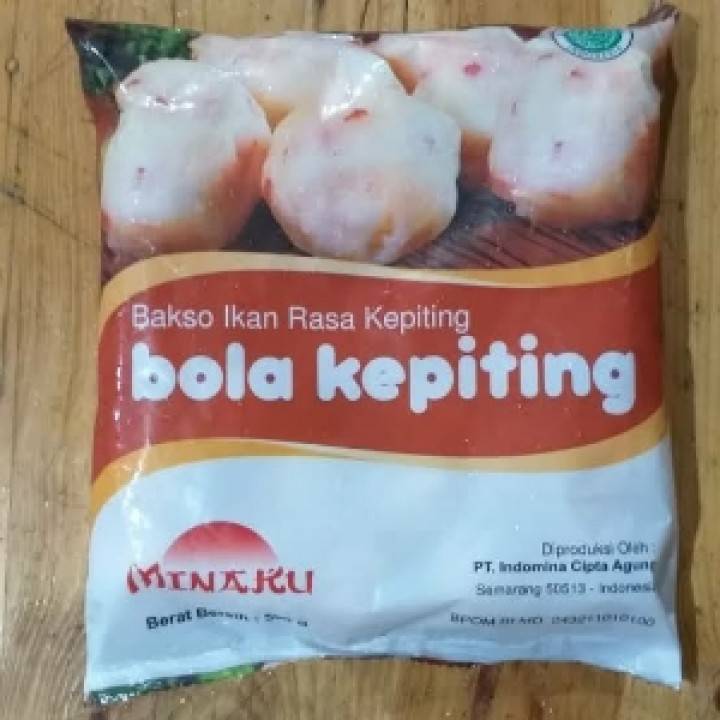 Bakso Ikan Rasa Kepiting
bola kepiting
MINAKU
Berat Bersih :
Diproduksi Oleh :
PT. Indomina Cipta Agung
Semarang 50513 - Indonesia
BPOM RI MD